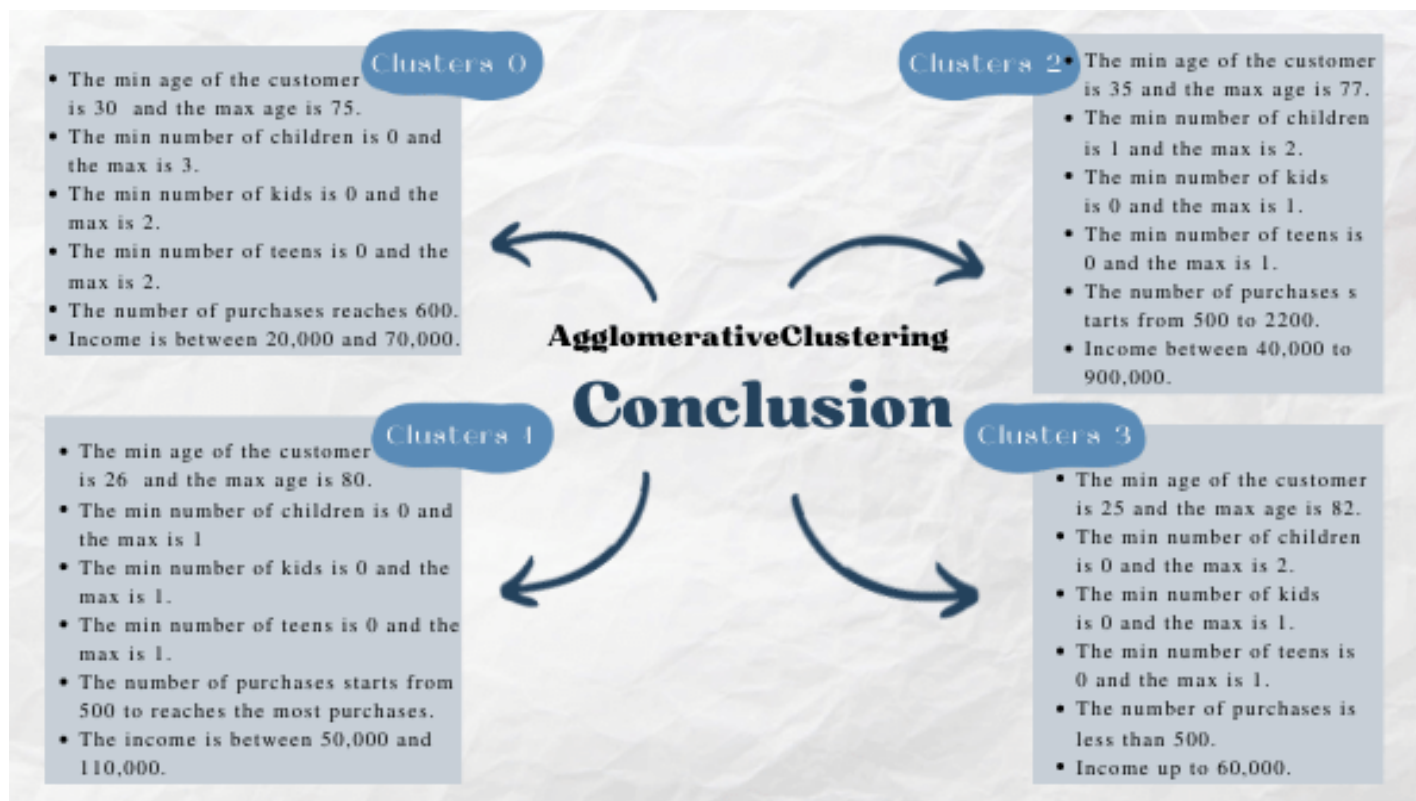 Clusters 0
• The min age of the customer
is 30 and the max age is 75.
• The min number of children is 0 and
the max is 3.
• The min number of kids is 0 and the
max is 2.
• The min number of teens is 0 and the
max is 2.
• The number of purchases reaches 600.
• Income is between 20,000 and 70,000.
Clusters 2
• The min age of the customer
is 35 and the max age is 77.
• The min number of children
is 1 and the max is 2.
• The min number of kids
is 0 and the max is 1.
• The min number of teens is
0 and the max is 1.
• The number of purchases s
tarts from 500 to 2200.
• Income between 40,000 to
900,000.
AgglomerativeClustering
Conclusion
Clusters 1
• The min age of the customer
is 26 and the max age is 80.
• The min number of children is 0 and
the max is 1
• The min number of kids is 0 and the
max is 1.
• The min number of teens is 0 and the
max is 1.
• The number of purchases starts from
500 to reaches the most purchases.
• The income is between 50,000 and
110,000.
Clusters 3
• The min age of the customer
is 25 and the max age is 82.
• The min number of children
is 0 and the max is 2.
• The min number of kids
is 0 and the max is 1.
• The min number of teens is
0 and the max is 1.
• The number of purchases is
less than 500.
• Income up to 60,000.